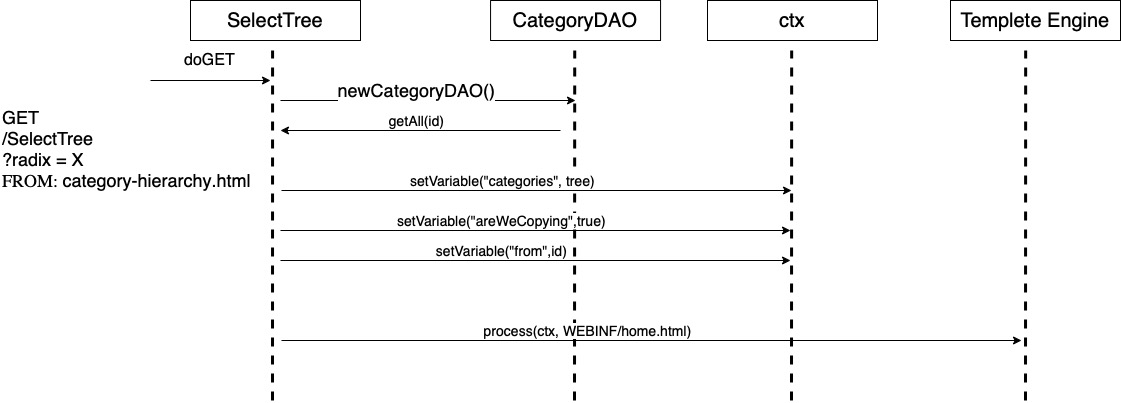 SelectTree
CategoryDAO
ctx
Templete Engine
doGET
newCategoryDAO()
GET
/SelectTree
?radix = X
FROM: category-hierarchy.html
getAll(id)
setVariable("categories", tree)
setVariable("areWeCopying",true)
setVariable("from",id)
process(ctx, WEBINF/home.html)